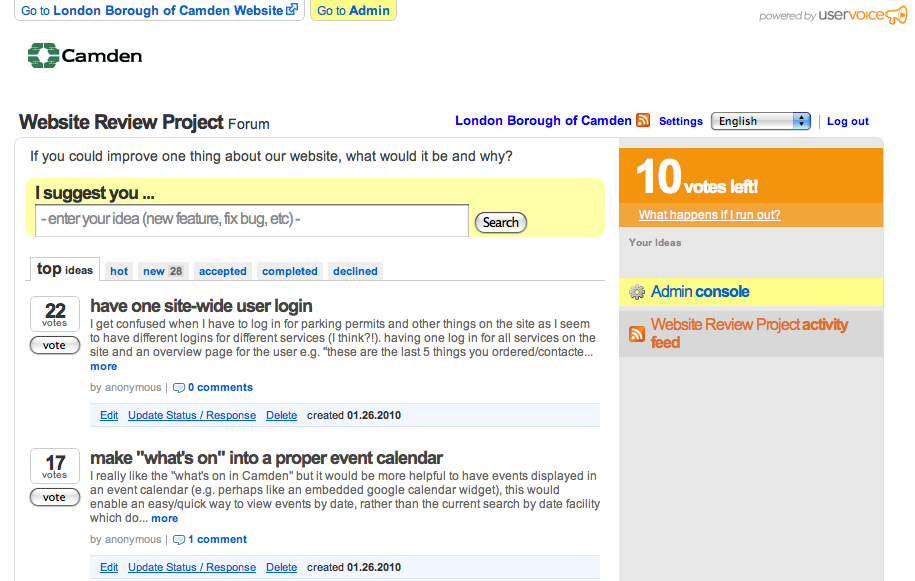 Go to London Borough of Camden Website
Go to Admin
powered by uservoice
Camden
Website Review Project Forum
London Borough of Camden
Settings
English
Log out
If you could improve one thing about our website, what would it be and why?
I suggest you ...
- enter your idea (new feature, fix bug, etc) -
Search
top ideas
hot
new 28
accepted
completed
declined
22
votes
vote
have one site-wide user login
I get confused when I have to log in for parking permits and other things on the site as I seem
to have different logins for different services (I think?!). having one log in for all services on the
site and an overview page for the user e.g. "these are the last 5 things you ordered/contacte...
more
by anonymous | 0 comments
Edit Update Status / Response Delete created 01.26.2010
17
votes
vote
make "what's on" into a proper event calendar
I really like the "what's on in Camden" but it would be more helpful to have events displayed in
an event calendar (e.g. perhaps like an embedded google calendar widget), this would
enable an easy/quick way to view events by date, rather than the current search by date facility
which do... more
by anonymous | 1 comment
Edit Update Status / Response Delete created 01.26.2010
10 votes left!
What happens if I run out?
Your Ideas
Admin console
Website Review Project activity
feed